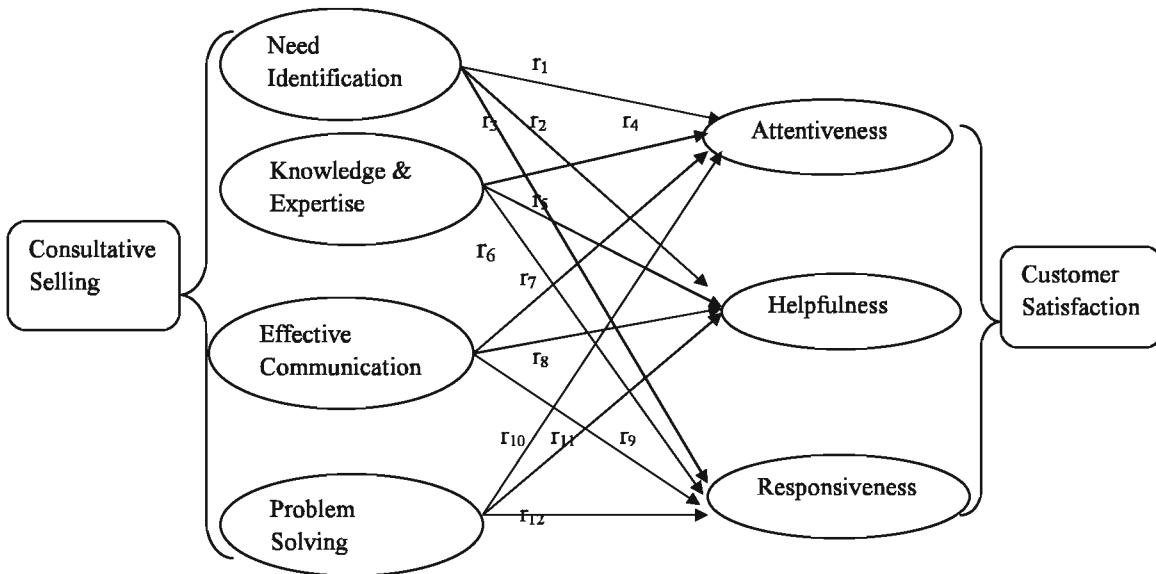 Need
Identification
r₁
r₃
r₂
r₄
Attentiveness
Knowledge &
Expertise
r₅
Consultative
Selling
r₆
r₇
Helpfulness
Customer
Satisfaction
Effective
Communication
r₈
r₁₀
r₁₁
r₉
Responsiveness
Problem
Solving
r₁₂